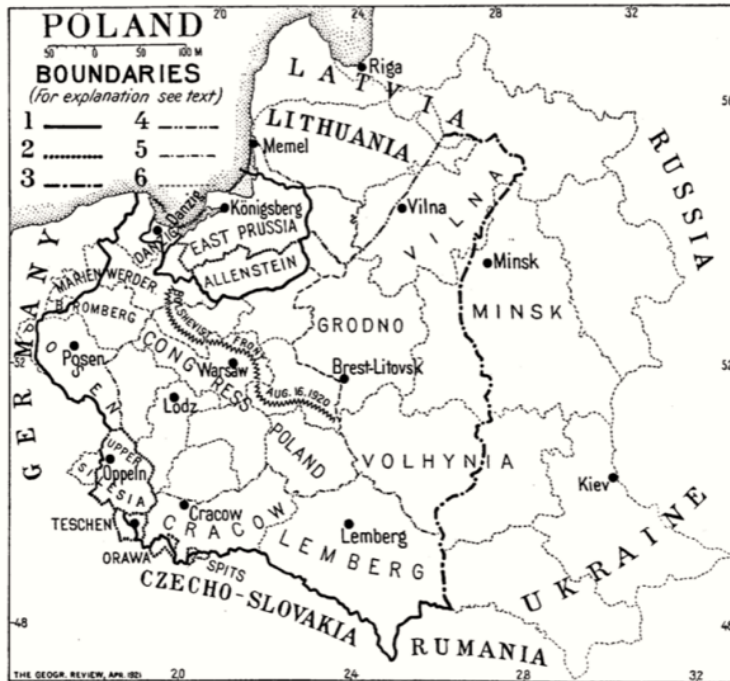 20 24 28 32
POLAND
50 0 50 100 M
BOUNDARIES
(For explanation see text)
1 4
2 5
3 6
Riga
LATVIA
56
LITHUANIA
Memel
RUSSIA
Danzig
DANZIG
Königsberg
EAST PRUSSIA
ALLENSTEIN
Vilna
VILNA
Minsk
MINSK
GERMANY
MARIENWERDER
BROMBERG
BOLSHEVIST FRONT
AUG. 16, 1920
GRODNO
52
POSEN
Posen
CONGRESS
Warsaw
Brest-Litovsk
52
Lodz
POLAND
VOLHYNIA
UPPER
SILESIA
Oppeln
Kiev
TESCHEN
Cracow
CRACOW
Lemberg
LEMBERG
UKRAINE
ORAWA
SPITS
CZECHO-SLOVAKIA
RUMANIA
48
48
THE GEOGR. REVIEW, APR. 1921
20 24 28 32